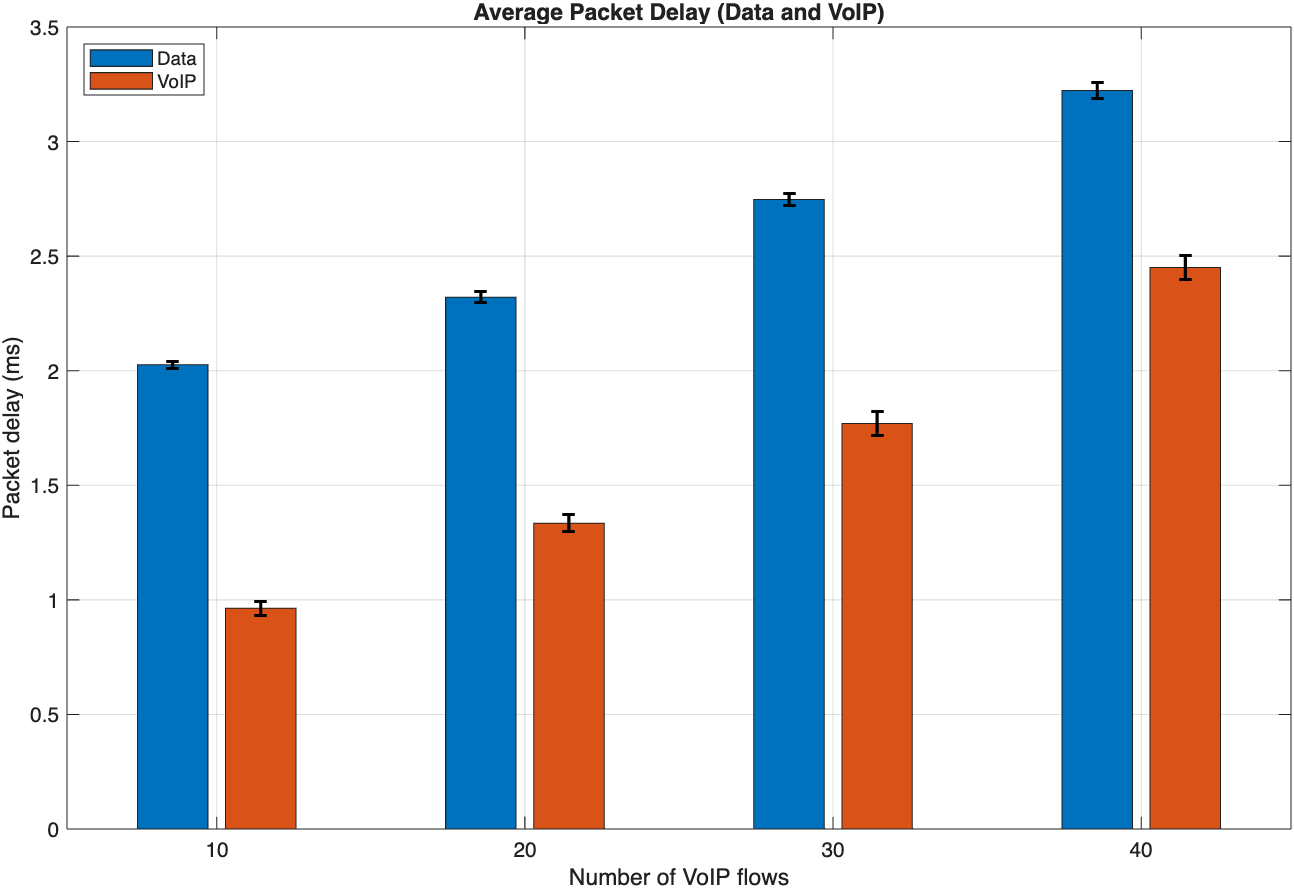 Average Packet Delay (Data and VoIP)
Data
VoIP
Packet delay (ms)
3.5
3
2.5
2
1.5
1
0.5
0
10 20 30 40
Number of VoIP flows